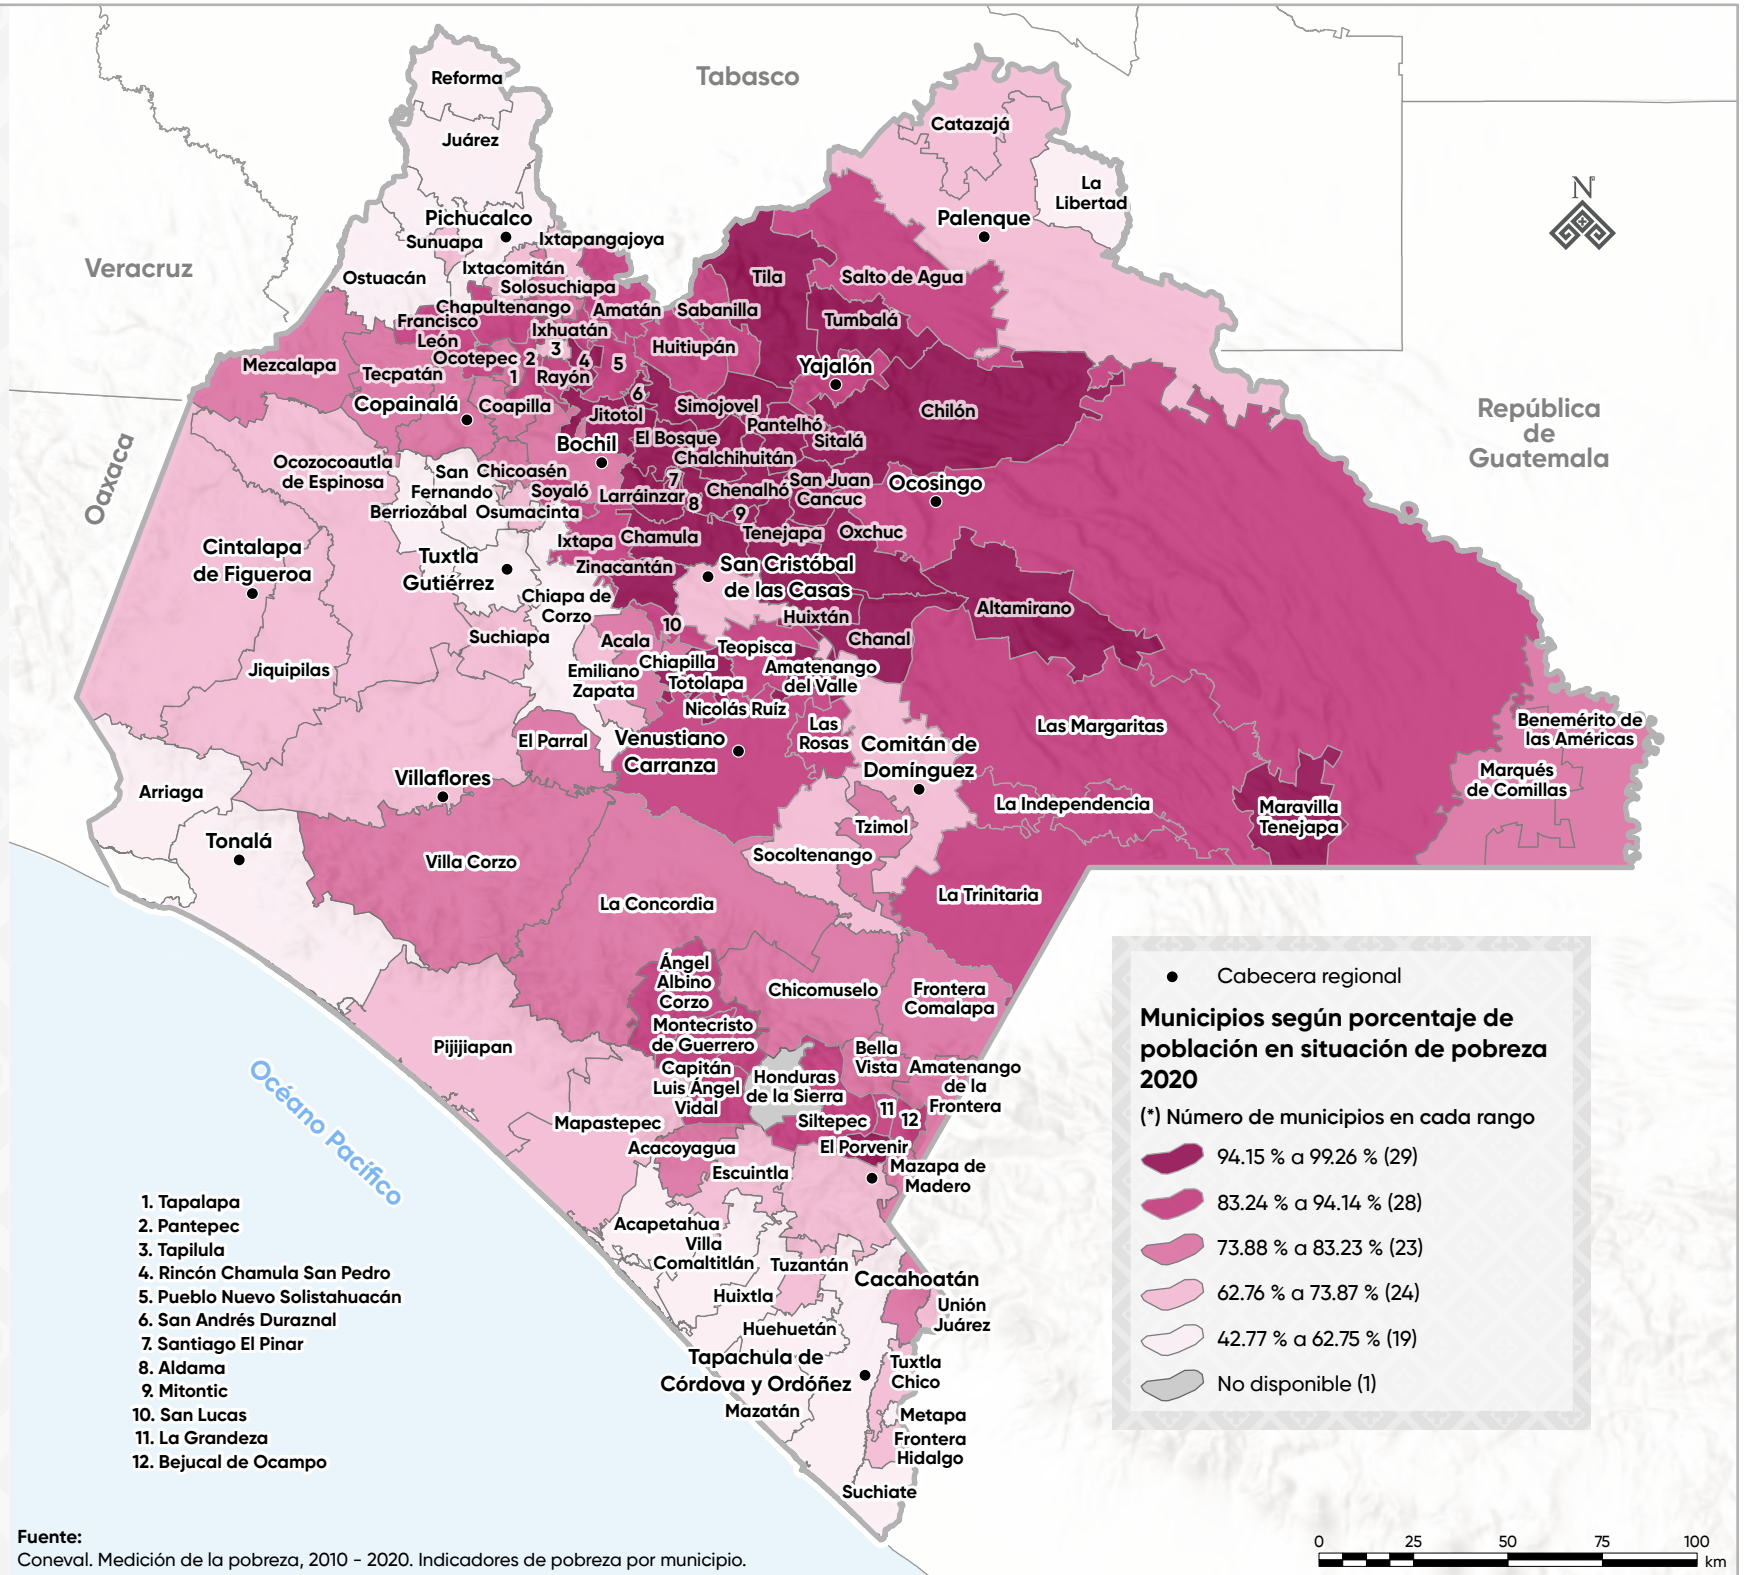 Tabasco
Veracruz
Oaxaca
República
de
Guatemala
Océano Pacífico
N
Reforma
Juárez
Pichucalco
Sunuapa
Ixtapangajoya
Ostuacán
Ixtacomitán
Solosuchiapa
Chapultenango
Amatán
Sabanilla
Francisco
León
Ixhuatán
Huitiupán
Ocotepec
2
3
4
5
1
Rayón
Mezcalapa
Tecpatán
Copainalá
Coapilla
6
Jitotol
Simojovel
Pantelhó
Sitalá
Bochil
El Bosque
Chalchihuitán
Catazajá
La
Libertad
Palenque
Tila
Salto de Agua
Tumbalá
Yajalón
Chilón
Ocozocoautla
de Espinosa
San
Fernando
Chicoasén
Soyaló
Berriozábal
Osumacinta
Larráinzar
7
8
Chenalhó
San Juan
Cancuc
9
Ocosingo
Ixtapa
Chamula
Tenejapa
Oxchuc
Cintalapa
de Figueroa
Tuxtla
Gutiérrez
Zinacantán
San Cristóbal
de las Casas
Chiapa de
Corzo
Altamirano
Huixtán
Chanal
Suchiapa
Acala
10
Teopisca
Jiquipilas
Emiliano
Zapata
Chiapilla
Totolapa
Amatenango
del Valle
Nicolás Ruíz
Las
Rosas
Las Margaritas
Benemérito de
las Américas
El Parral
Venustiano
Carranza
Comitán de
Domínguez
Marqués
de Comillas
Arriaga
Villaflores
La Independencia
Maravilla
Tenejapa
Tonalá
Tzimol
Villa Corzo
Socoltenango
La Concordia
La Trinitaria
Ángel
Albino
Corzo
Chicomuselo
Frontera
Comalapa
Montecristo
de Guerrero
Pijijiapan
Bella
Vista
Capitán
Luis Ángel
Vidal
Honduras
de la Sierra
Amatenango
de la
Frontera
11
12
Mapastepec
Siltepec
El Porvenir
Acacoyagua
Escuintla
Mazapa de
Madero
Acapetahua
Villa
Comaltitlán
Tuzantán
Cacahoatán
Huixtla
Unión
Juárez
Huehuetán
Tapachula de
Córdova y Ordóñez
Tuxtla
Chico
Mazatán
Metapa
Frontera
Hidalgo
Suchiate
1. Tapalapa
2. Pantepec
3. Tapilula
4. Rincón Chamula San Pedro
5. Pueblo Nuevo Solistahuacán
6. San Andrés Duraznal
7. Santiago El Pinar
8. Aldama
9. Mitontic
10. San Lucas
11. La Grandeza
12. Bejucal de Ocampo
Cabecera regional
Municipios según porcentaje de
población en situación de pobreza
2020
(*) Número de municipios en cada rango
94.15 % a 99.26 % (29)
83.24 % a 94.14 % (28)
73.88 % a 83.23 % (23)
62.76 % a 73.87 % (24)
42.77 % a 62.75 % (19)
No disponible (1)
0 25 50 75 100
km
Fuente:
Coneval. Medición de la pobreza, 2010 - 2020. Indicadores de pobreza por municipio.